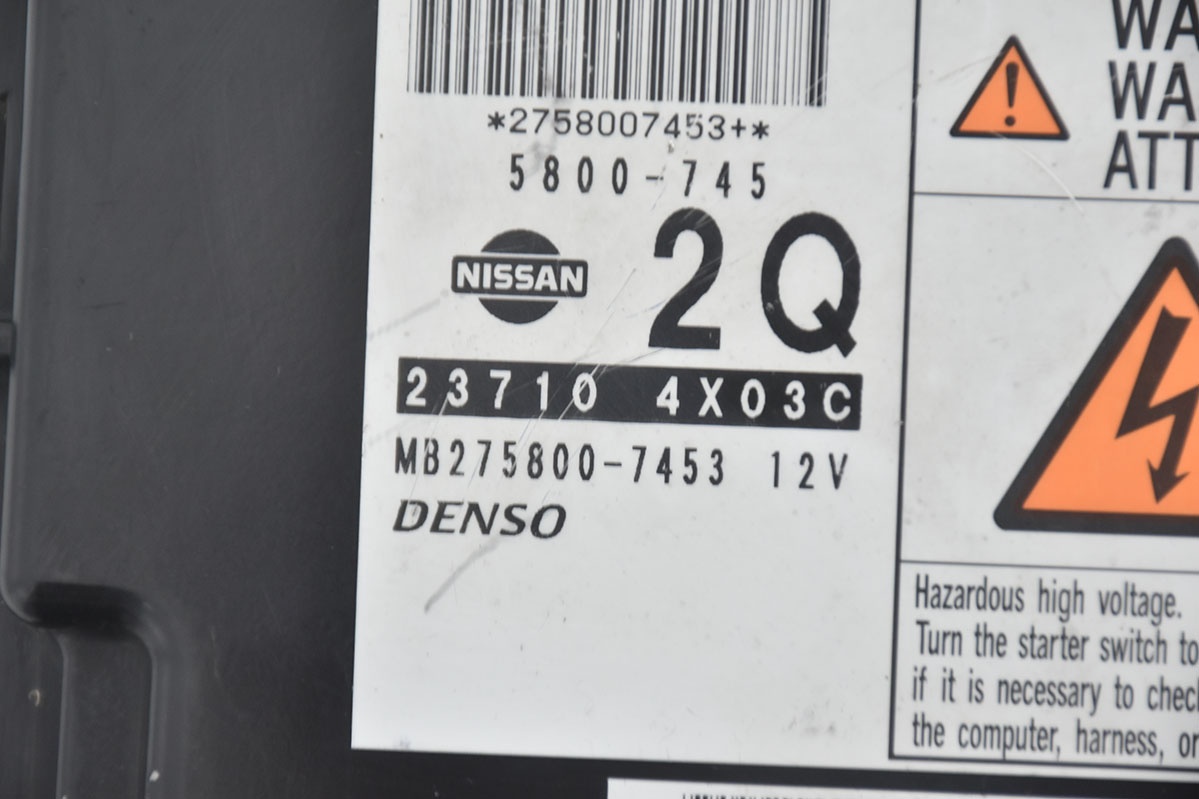 *2758007453+*
5800-745
NISSAN
2Q
23710 4X03C
MB275800-7453 12V
DENSO
Hazardous high voltage.
Turn the starter switch to
if it is necessary to
the computer, harness, or